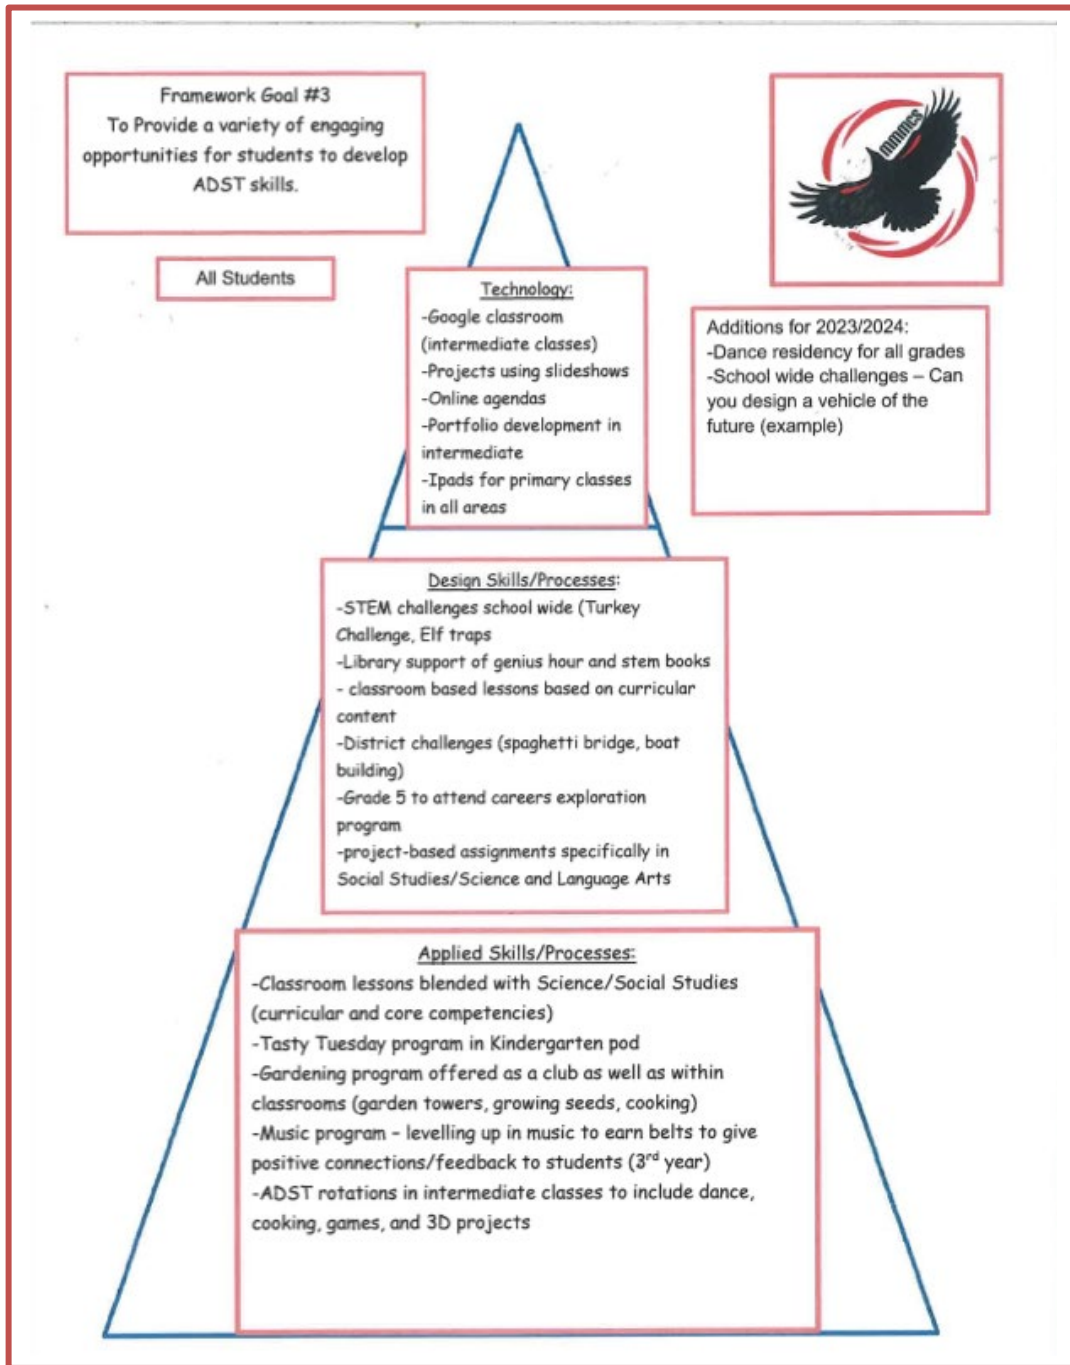 Framework Goal #3
To Provide a variety of engaging
opportunities for students to develop
ADST skills.
mmmcs
All Students
Technology:
-Google classroom
(intermediate classes)
-Projects using slideshows
-Online agendas
-Portfolio development in
intermediate
-Ipads for primary classes
in all areas
Additions for 2023/2024:
-Dance residency for all grades
-School wide challenges – Can
you design a vehicle of the
future (example)
Design Skills/Processes:
-STEM challenges school wide (Turkey
Challenge, Elf traps
-Library support of genius hour and stem books
- classroom based lessons based on curricular
content
-District challenges (spaghetti bridge, boat
building)
-Grade 5 to attend careers exploration
program
-project-based assignments specifically in
Social Studies/Science and Language Arts
Applied Skills/Processes:
-Classroom lessons blended with Science/Social Studies
(curricular and core competencies)
-Tasty Tuesday program in Kindergarten pod
-Gardening program offered as a club as well as within
classrooms (garden towers, growing seeds, cooking)
-Music program – levelling up in music to earn belts to give
positive connections/feedback to students (3rd year)
-ADST rotations in intermediate classes to include dance,
cooking, games, and 3D projects